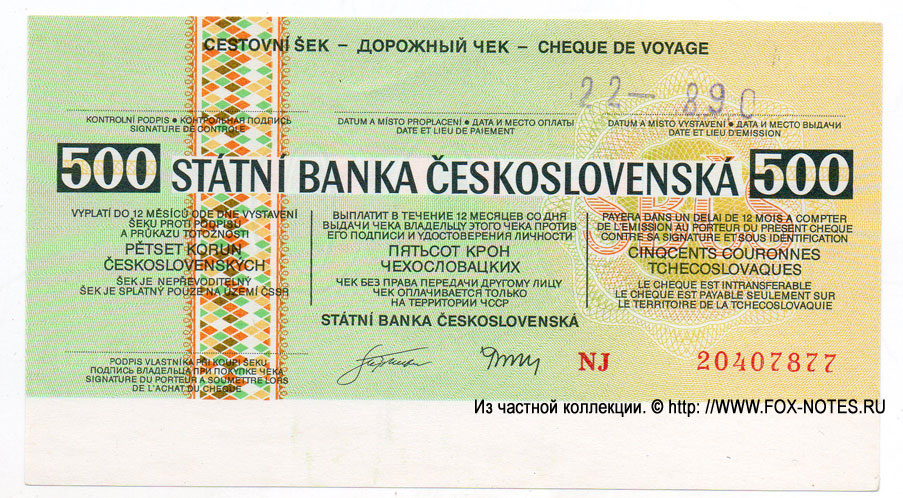 CESTOVNÍ ŠEK – ДОРОЖНЫЙ ЧЕК – CHEQUE DE VOYAGE
22– 890
KONTROLNÍ PODPIS ● КОНТРОЛЬНАЯ ПОДПИСЬ
SIGNATURE DE CONTRÔLE
DATUM A MÍSTO PROPLACENÍ ● ДАТА И МЕСТО ОПЛАТЫ
DATE ET LIEU DE PAIEMENT
DATUM A MÍSTO VYSTAVENÍ ● ДАТА И МЕСТО ВЫДАЧИ
DATE ET LIEU D'ÉMISSION
500 STÁTNÍ BANKA ČESKOSLOVENSKÁ 500
SBČS
VYPLATÍ DO 12 MĚSÍCŮ ODE DNE VYSTAVENÍ
ŠEKU PROTI PODPISU
A PRŮKAZU TOTOŽNOSTI
PĚTSET KORUN
ČESKOSLOVENSKÝCH
ŠEK JE NEPŘEVODITELNÝ
ŠEK JE SPLATNÝ POUZE NA ÚZEMÍ ČSSR
ВЫПЛАТИТ В ТЕЧЕНИЕ 12 МЕСЯЦЕВ СО ДНЯ
ВЫДАЧИ ЧЕКА ВЛАДЕЛЬЦУ ЭТОГО ЧЕКА ПРОТИВ
ЕГО ПОДПИСИ И УДОСТОВЕРЕНИЯ ЛИЧНОСТИ
ПЯТЬСОТ КРОН
ЧЕХОСЛОВАЦКИХ
ЧЕК БЕЗ ПРАВА ПЕРЕДАЧИ ДРУГОМУ ЛИЦУ
ЧЕК ОПЛАЧИВАЕТСЯ ТОЛЬКО
НА ТЕРРИТОРИИ ЧССР
STÁTNÍ BANKA ČESKOSLOVENSKÁ
PAYERA DANS UN DELAI DE 12 MOIS A COMPTER
DE L'EMISSION AU PORTEUR DU PRESENT CHEQUE
CONTRE SA SIGNATURE ET SOUS IDENTIFICATION
CINQCENTS COURONNES
TCHECOSLOVAQUES
LE CHEQUE EST INTRANSFERABLE
LE CHEQUE EST PAYABLE SEULEMENT SUR
LE TERRITOIRE DE LA TCHECOSLOVAQUIE
PODPIS VLASTNÍKA PŘI KOUPI ŠEKU
ПОДПИСЬ ВЛАДЕЛЬЦА ПРИ ПОКУПКЕ ЧЕКА
SIGNATURE DU PORTEUR A SOUMETTRE LORS
DE L'ACHAT DU CHEQUE
NJ 20407877
Из частной коллекции. © http: //WWW.FOX-NOTES.RU